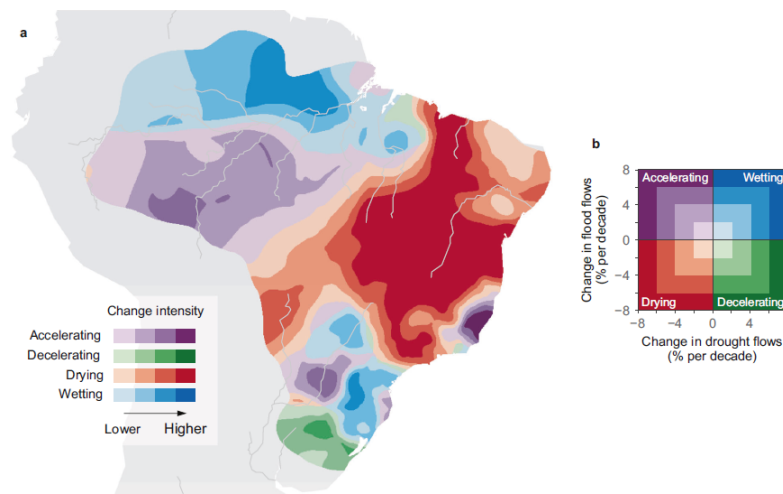 a
Change intensity
Accelerating
Decelerating
Drying
Wetting
Lower Higher
b
Change in flood flows
(% per decade)
8
4
0
−4
−8
Accelerating Wetting
Drying Decelerating
−8 −4 0 4 8
Change in drought flows
(% per decade)